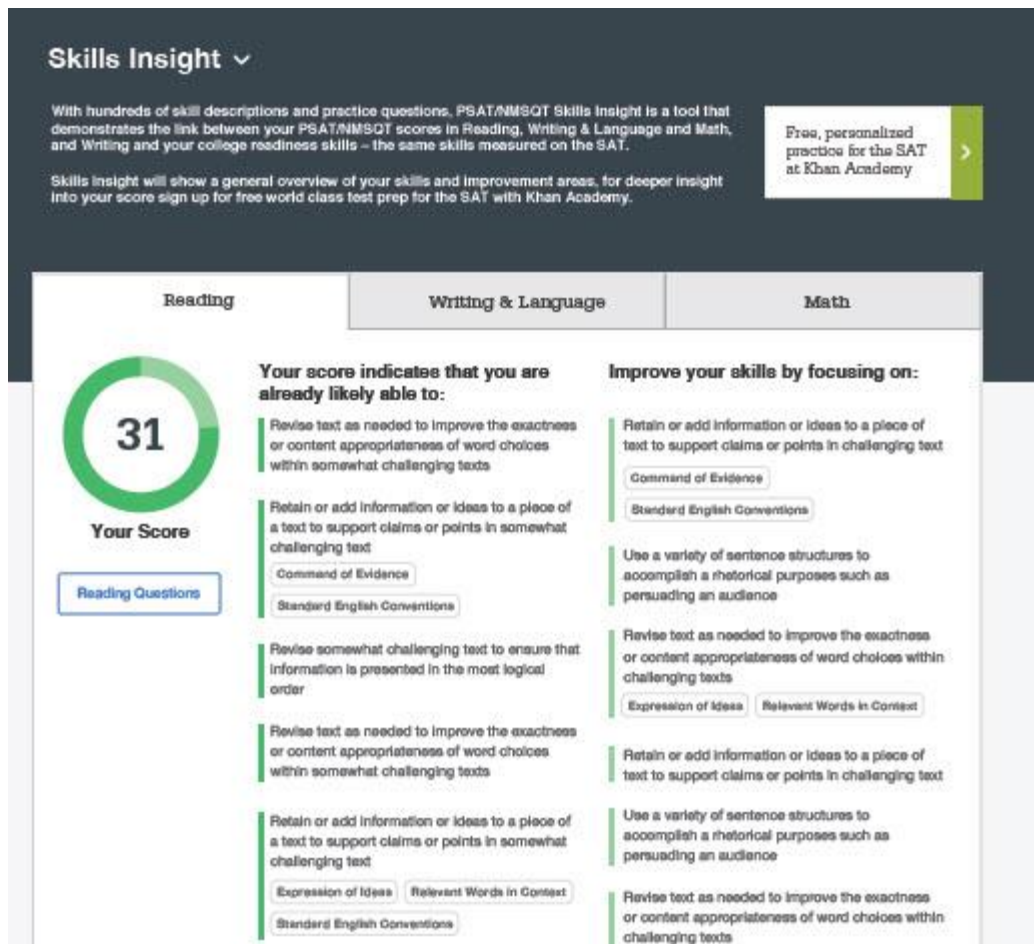 Skills Insight
With hundreds of skill descriptions and practice questions, PSAT/NMSQT Skills Insight is a tool that
demonstrates the link between your PSAT/NMSQT scores in Reading, Writing & Language and Math,
and Writing and your college readiness skills – the same skills measured on the SAT.
Skills Insight will show a general overview of your skills and improvement areas, for deeper insight
into your score sign up for free world class test prep for the SAT with Khan Academy.
Free, personalized
practice for the SAT
at Khan Academy
Reading
Writing & Language
Math
31
Your Score
Reading Questions
Your score indicates that you are
already likely able to:
Revise text as needed to improve the exactness
or content appropriateness of word choices
within somewhat challenging texts
Retain or add information or ideas to a piece of
a text to support claims or points in somewhat
challenging text
Command of Evidence
Standard English Conventions
Revise somewhat challenging text to ensure that
information is presented in the most logical
order
Revise text as needed to improve the exactness
or content appropriateness of word choices
within somewhat challenging texts
Retain or add information or ideas to a piece of
a text to support claims or points in somewhat
challenging text
Expression of Ideas
Relevant Words in Context
Standard English Conventions
Improve your skills by focusing on:
Retain or add information or ideas to a piece of
text to support claims or points in challenging text
Command of Evidence
Standard English Conventions
Use a variety of sentence structures to
accomplish a rhetorical purposes such as
persuading an audience
Revise text as needed to improve the exactness
or content appropriateness of word choices within
challenging texts
Expression of Ideas
Relevant Words in Context
Retain or add information or ideas to a piece of
text to support claims or points in challenging text
Use a variety of sentence structures to
accomplish a rhetorical purposes such as
persuading an audience
Revise text as needed to improve the exactness
or content appropriateness of word choices within
challenging texts